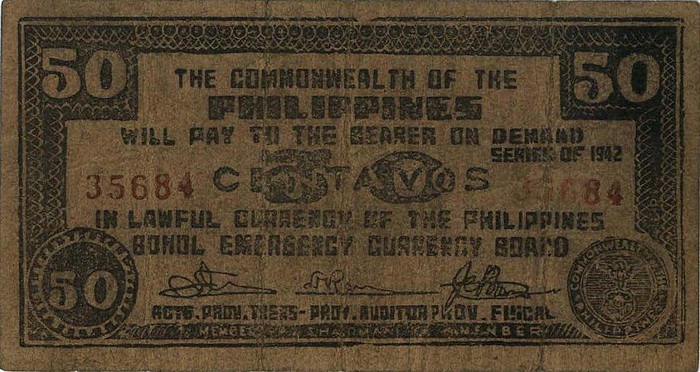 50 50
THE COMMONWEALTH OF THE
PHILIPPINES
WILL PAY TO THE BEARER ON DEMAND
SERIES OF 1942
35684 CENTAVOS 35684
IN LAWFUL CURRENCY OF THE PHILIPPINES
BOHOL EMERGENCY CURRENCY BOARD
50
COMMONWEALTH
PHILIPPINES
ACTG. PROV. TREAS- PROV. AUDITOR PROV. FISCAL
MEMBER CHAIRMAN MEMBER